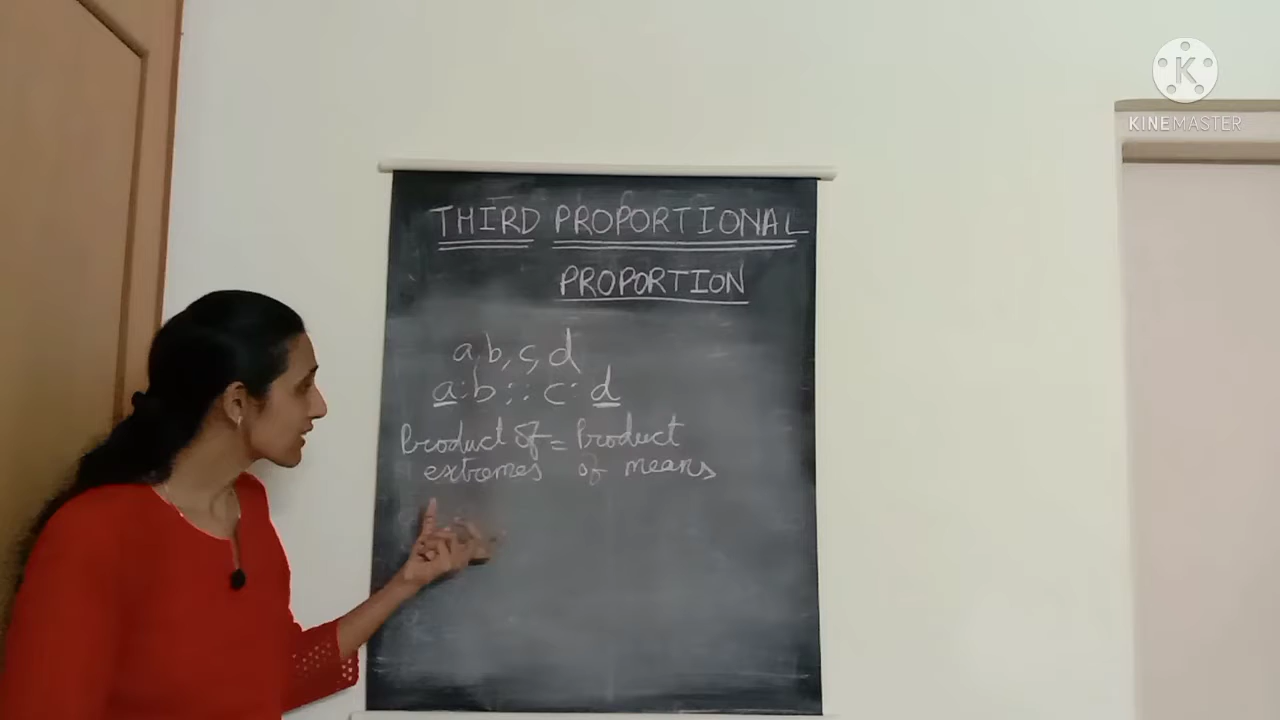 THIRD PROPORTIONAL
PROPORTION
a, b, c, d
a:b::c:d
Product of = Product
extremes of means
K
KINEMASTER